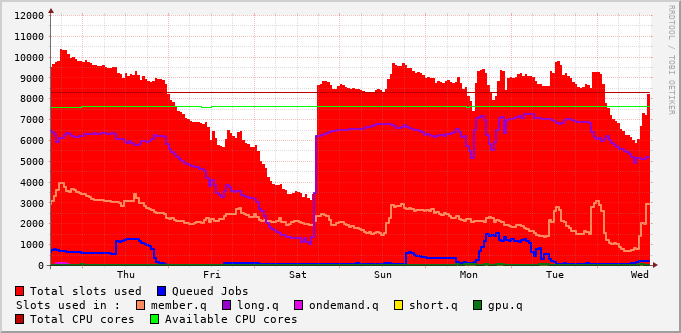 12000
11000
10000
9000
8000
7000
6000
5000
4000
3000
2000
1000
0
Thu Fri Sat Sun Mon Tue Wed
RRDTOOL / TOBI OETIKER
Total slots used Queued Jobs
Slots used in : member.q long.q ondemand.q short.q gpu.q
Total CPU cores Available CPU cores